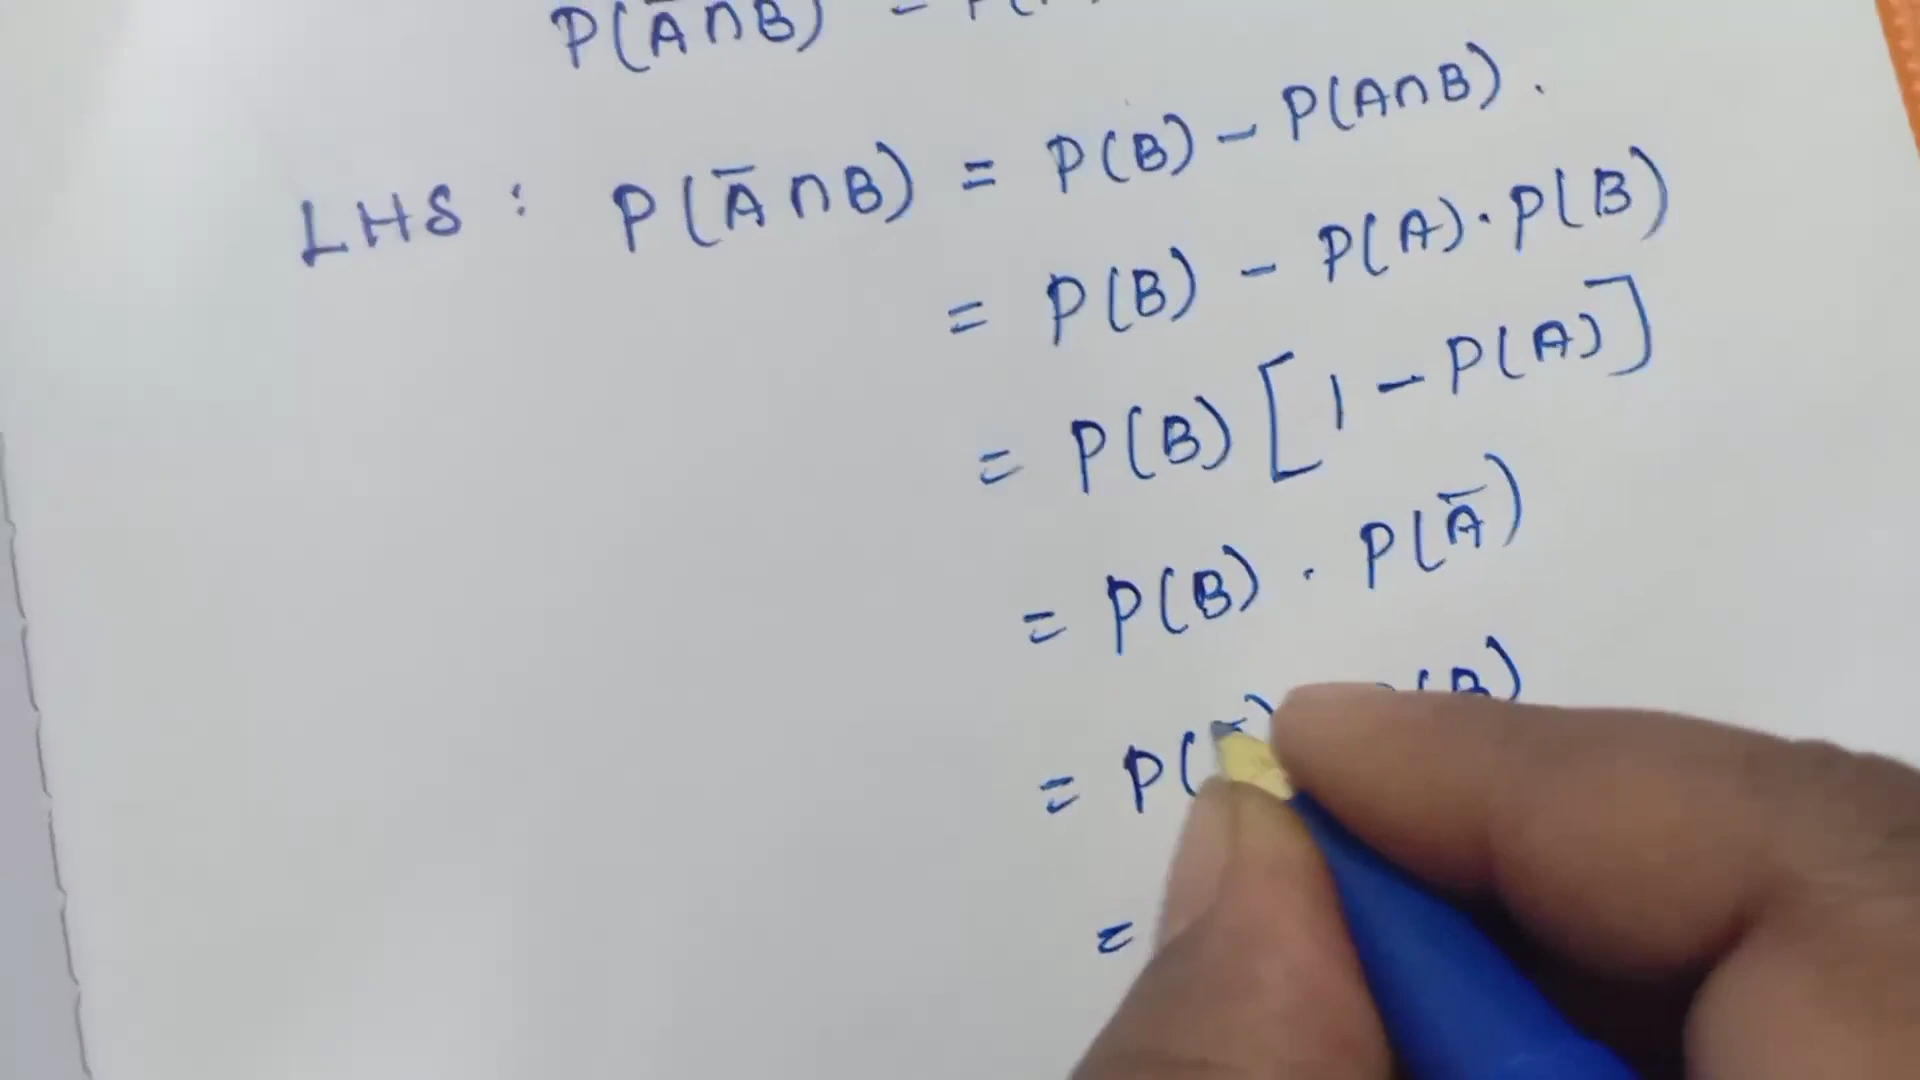 P(Ā∩B) =
LHS : P(Ā∩B) = P(B) - P(A∩B).
= P(B) - P(A)·P(B)
= P(B) [1 - P(A)]
= P(B) . P(Ā)
= P( ) (B)
=